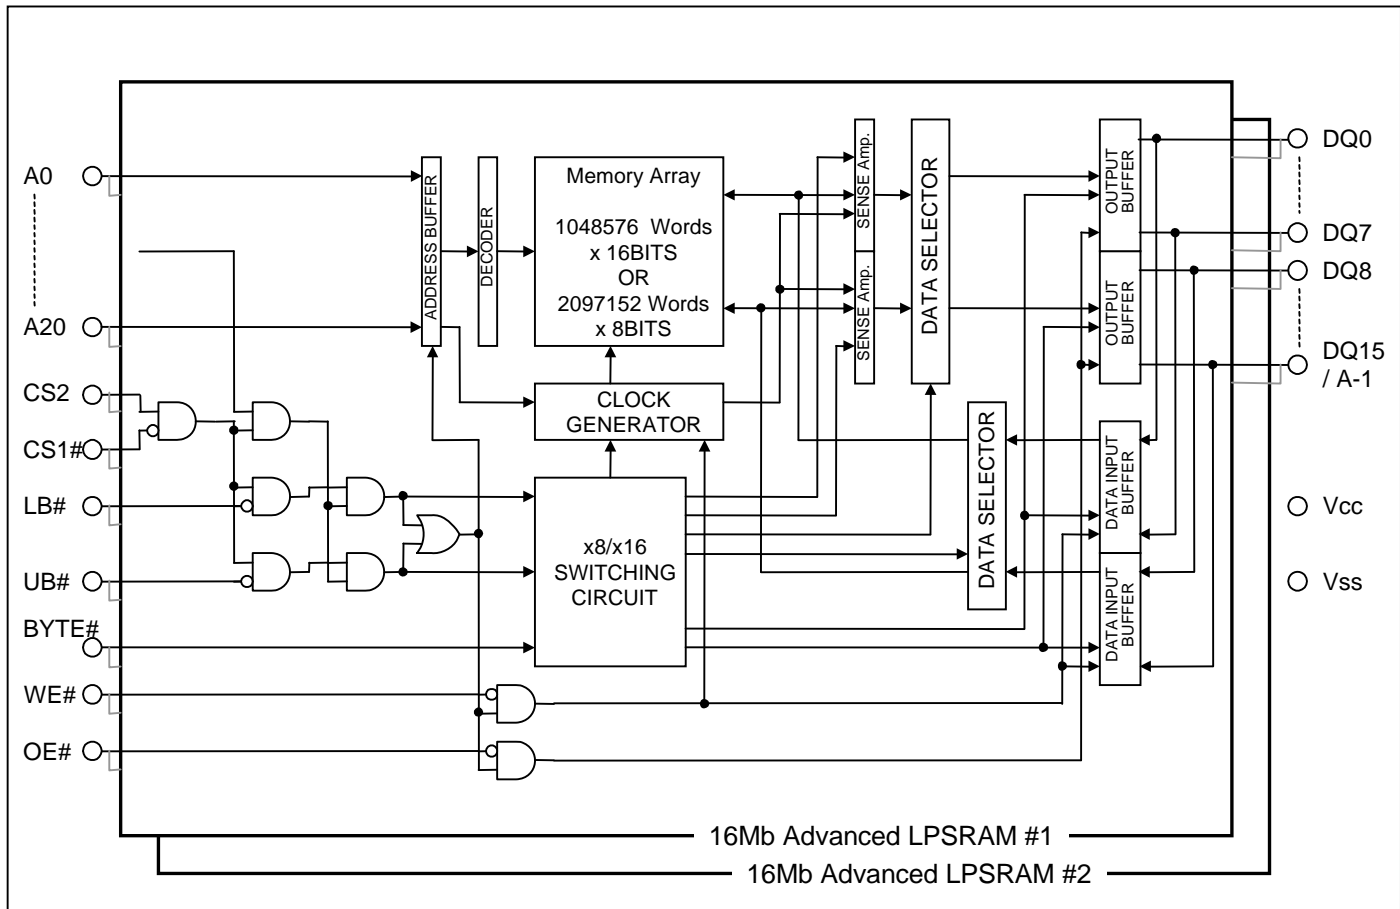 A0
A20
CS2
CS1#
LB#
UB#
BYTE#
WE#
OE#
ADDRESS BUFFER
DECODER
Memory Array
1048576 Words
x 16BITS
OR
2097152 Words
x 8BITS
CLOCK
GENERATOR
x8/x16
SWITCHING
CIRCUIT
SENSE Amp.
SENSE Amp.
DATA SELECTOR
DATA SELECTOR
OUTPUT
BUFFER
OUTPUT
BUFFER
DATA INPUT
BUFFER
DATA INPUT
BUFFER
DQ0
DQ7
DQ8
DQ15
/ A-1
Vcc
Vss
16Mb Advanced LPSRAM #1
16Mb Advanced LPSRAM #2